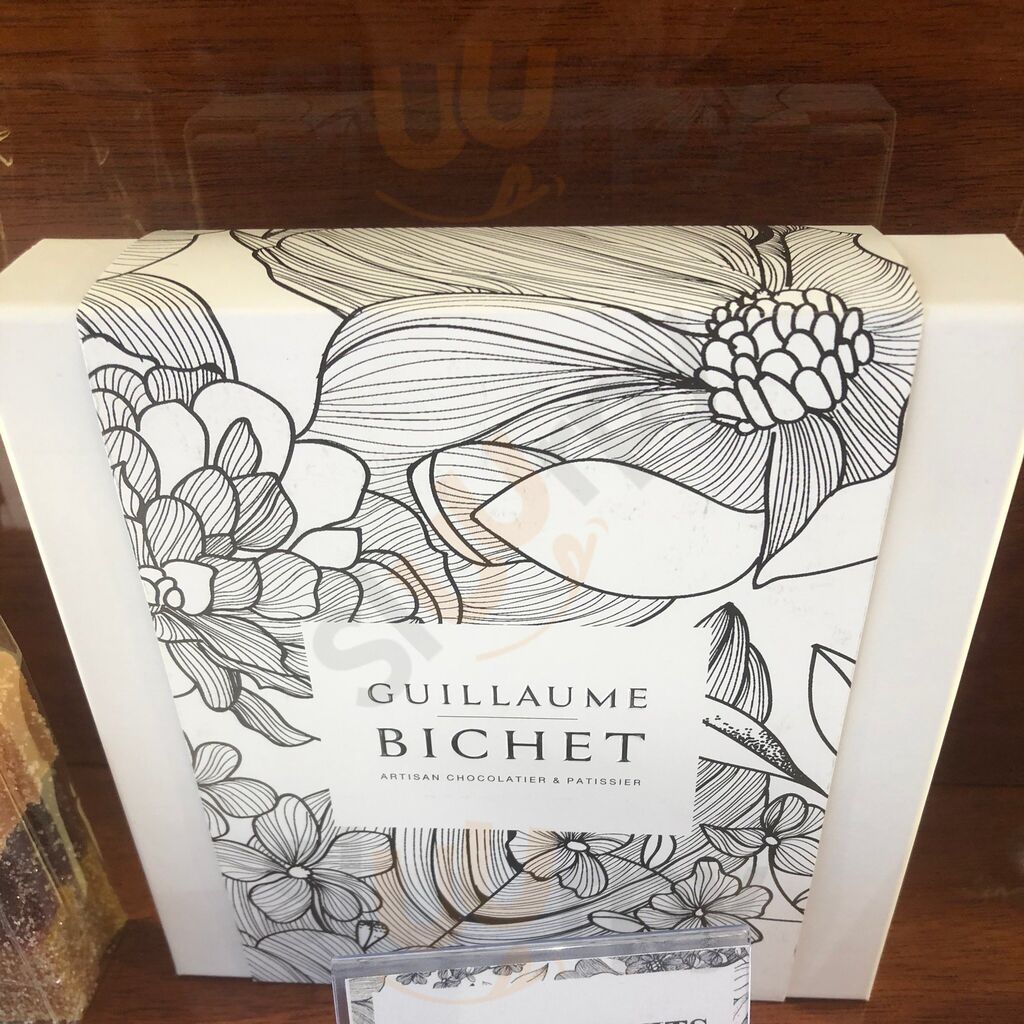 GUILLAUME
BICHET
ARTISAN CHOCOLATIER & PATISSIER